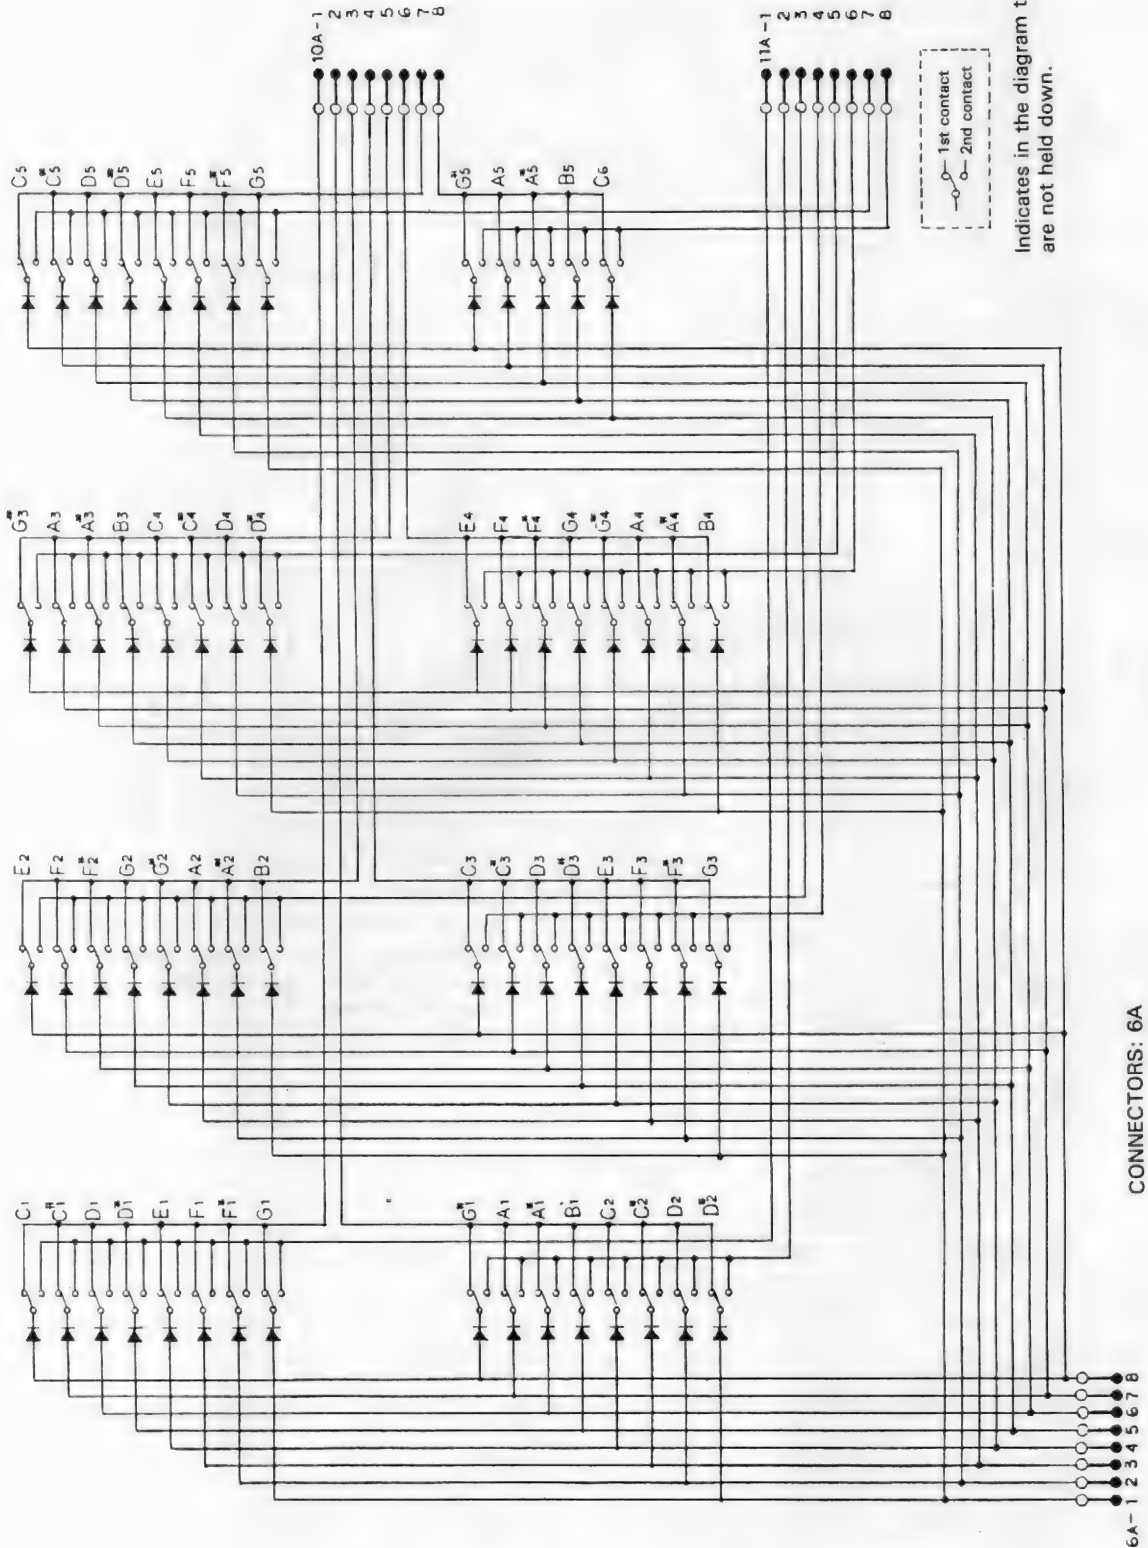 C5
C#5
D5
D#5
E5
F5
F#5
G5
10A-1
2
3
4
5
6
7
8
G#5
A5
A#5
B5
C6
11A-1
2
3
4
5
6
7
8
1st contact
2nd contact
Indicates in the diagram t
are not held down.
G#3
A3
A#3
B3
C4
C#4
D4
D#4
E4
F4
F#4
G4
G#4
A4
A#4
B4
E2
F2
F#2
G2
G#2
A2
A#2
B2
C3
C#3
D3
D#3
E3
F3
F#3
G3
C1
C#1
D1
D#1
E1
F1
F#1
G1
G#1
A1
A#1
B1
C2
C#2
D2
D#2
6A-1 2 3 4 5 6 7 8
CONNECTORS: 6A